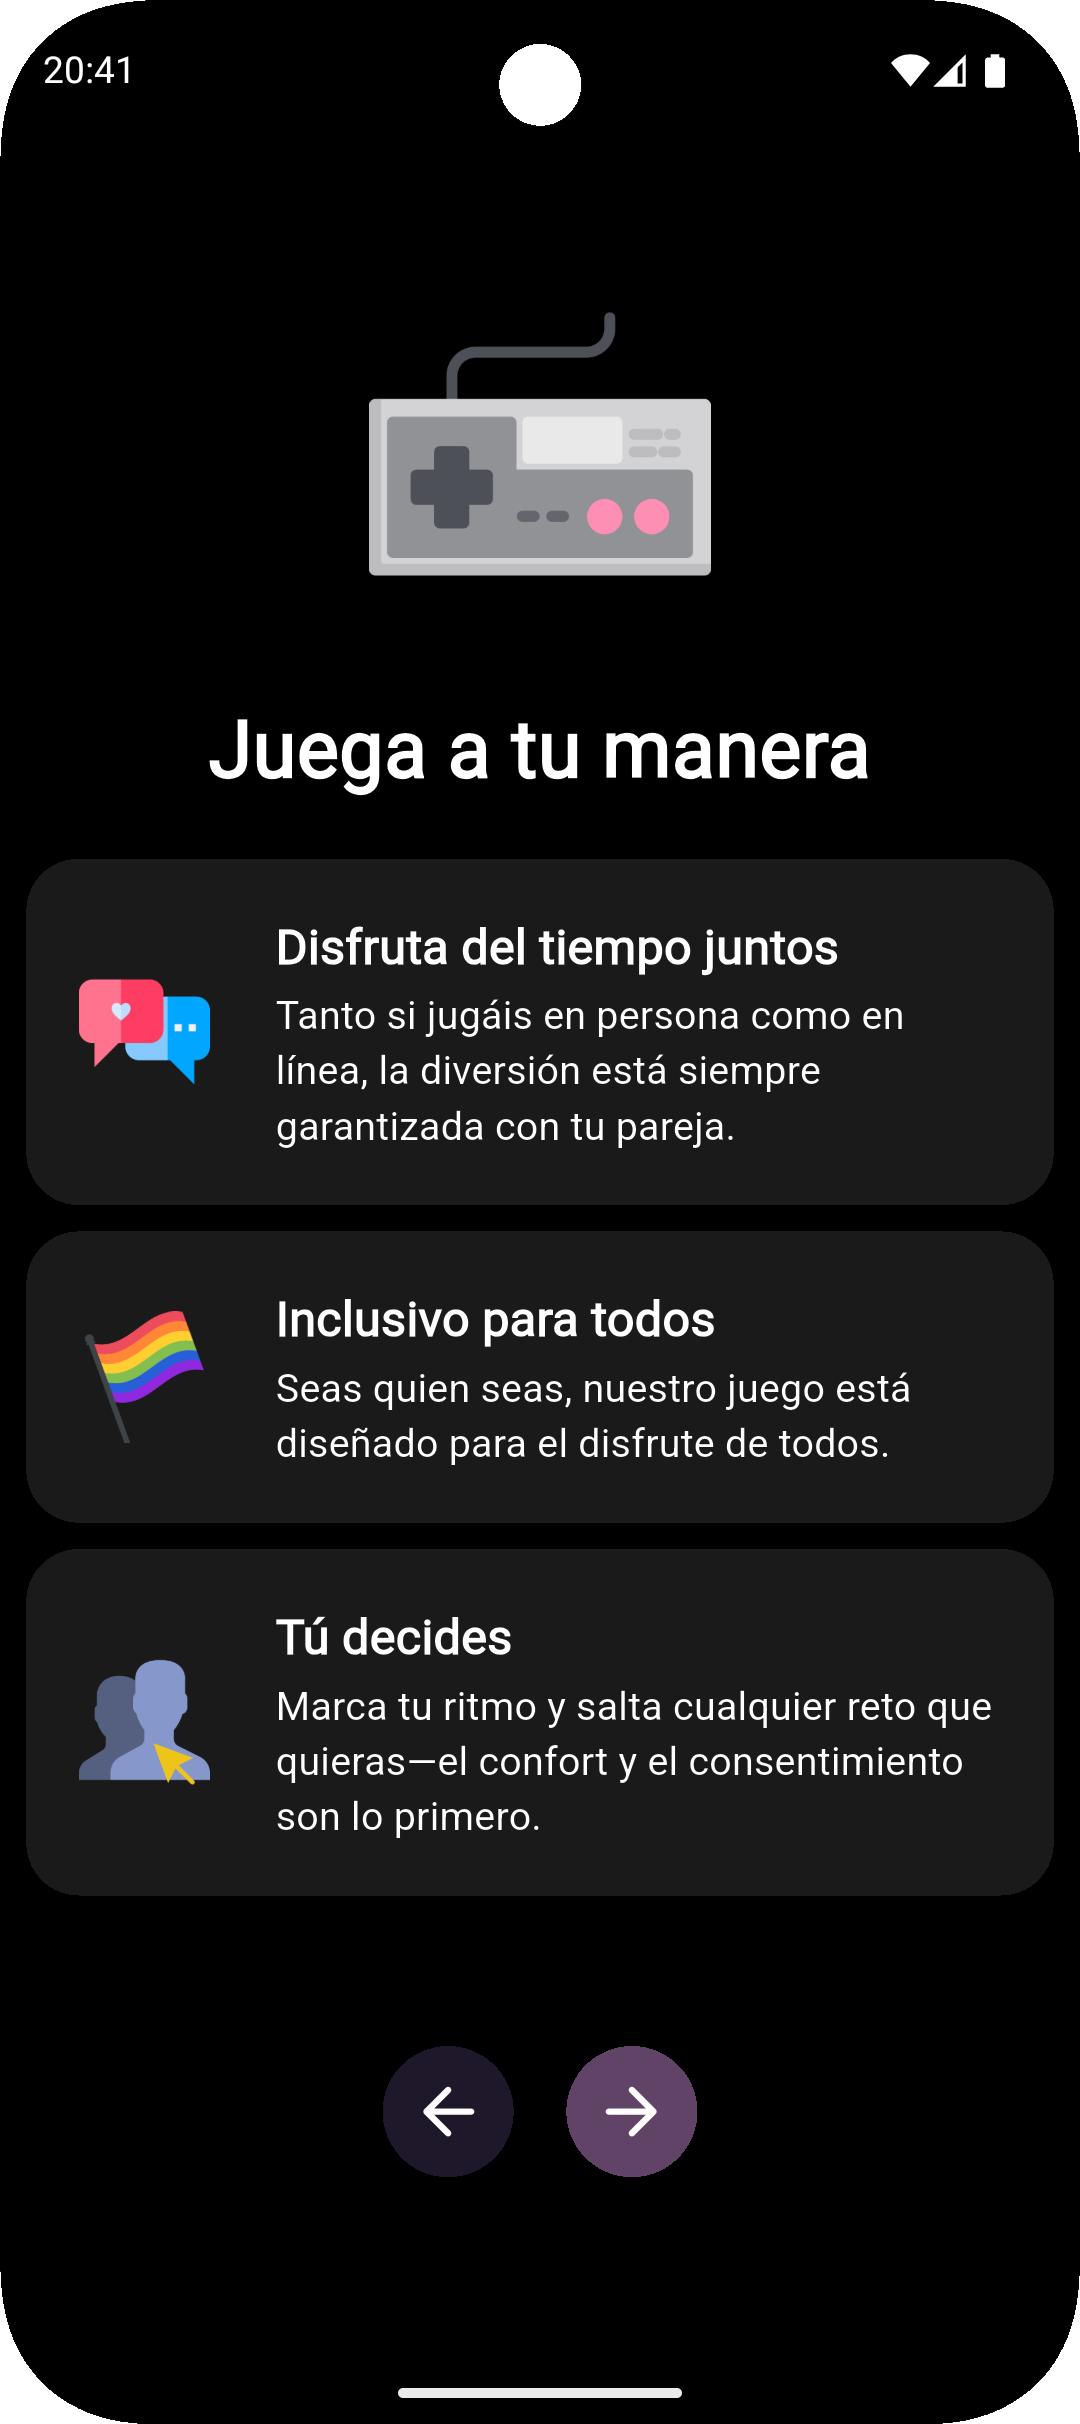 20:41
Juega a tu manera
Disfruta del tiempo juntos
Tanto si jugáis en persona como en
línea, la diversión está siempre
garantizada con tu pareja.
Inclusivo para todos
Seas quien seas, nuestro juego está
diseñado para el disfrute de todos.
Tú decides
Marca tu ritmo y salta cualquier reto que
quieras—el confort y el consentimiento
son lo primero.